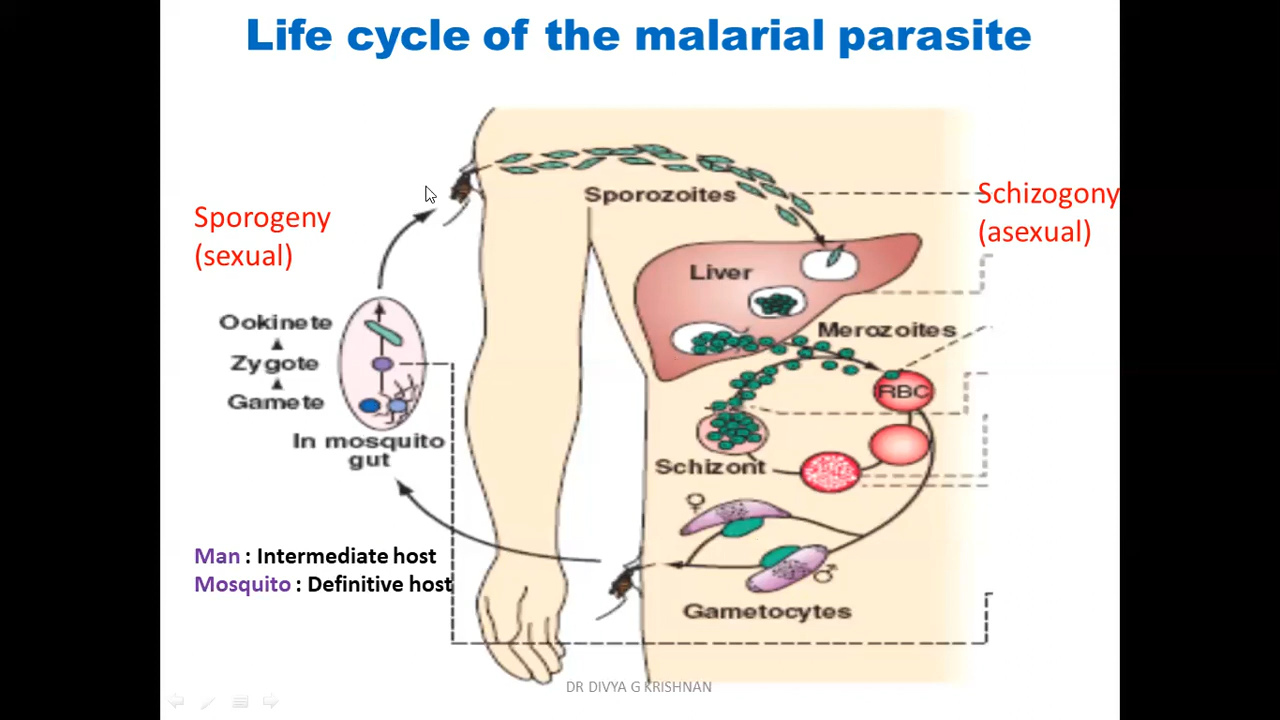 Life cycle of the malarial parasite
Sporozoites
Schizogony
(asexual)
Sporogeny
(sexual)
Liver
Ookinete
Zygote
Gamete
In mosquito
gut
Merozoites
RBC
Schizont
♀
♂
Gametocytes
Man : Intermediate host
Mosquito : Definitive host
DR DIVYA G KRISHNAN